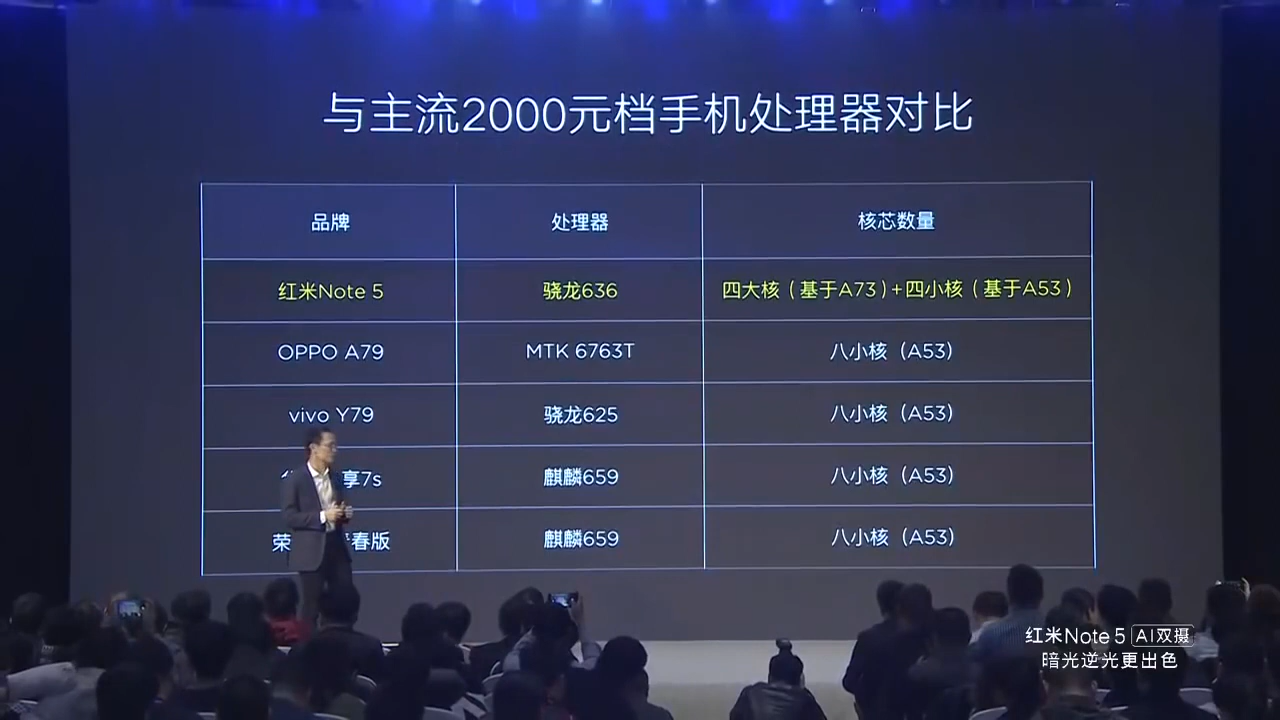 与主流2000元档手机处理器对比
品牌 处理器 核芯数量
红米Note 5 骁龙636 四大核（基于A73）+四小核（基于A53）
OPPO A79 MTK 6763T 八小核（A53）
vivo Y79 骁龙625 八小核（A53）
享7s 麒麟659 八小核（A53）
荣 春版 麒麟659 八小核（A53）
红米Note 5 AI双摄
暗光逆光更出色